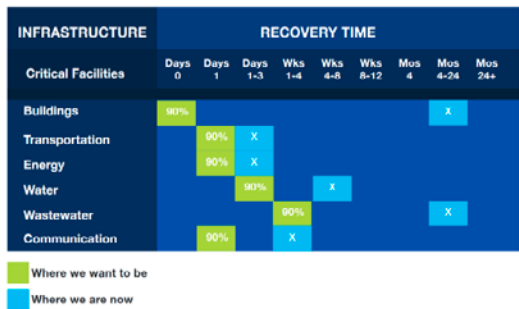 INFRASTRUCTURE RECOVERY TIME
Critical Facilities Days 0 Days 1 Days 1-3 Wks 1-4 Wks 4-8 Wks 8-12 Mos 4 Mos 4-24 Mos 24+
Buildings 90% X
Transportation 90% X
Energy 90% X
Water 90% X
Wastewater 90% X
Communication 90% X
Where we want to be
Where we are now